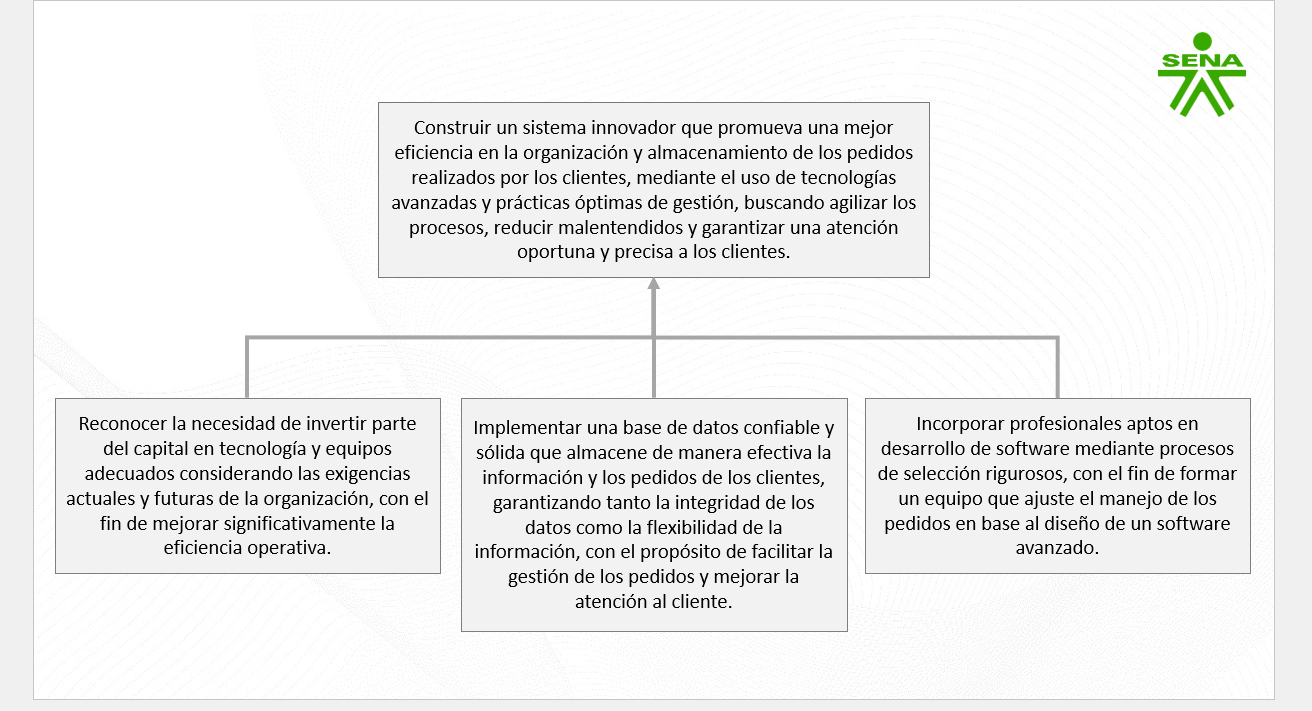 SENA
Construir un sistema innovador que promueva una mejor
eficiencia en la organización y almacenamiento de los pedidos
realizados por los clientes, mediante el uso de tecnologías
avanzadas y prácticas óptimas de gestión, buscando agilizar los
procesos, reducir malentendidos y garantizar una atención
oportuna y precisa a los clientes.
Reconocer la necesidad de invertir parte
del capital en tecnología y equipos
adecuados considerando las exigencias
actuales y futuras de la organización, con el
fin de mejorar significativamente la
eficiencia operativa.
Implementar una base de datos confiable y
sólida que almacene de manera efectiva la
información y los pedidos de los clientes,
garantizando tanto la integridad de los
datos como la flexibilidad de la
información, con el propósito de facilitar la
gestión de los pedidos y mejorar la
atención al cliente.
Incorporar profesionales aptos en
desarrollo de software mediante procesos
de selección rigurosos, con el fin de formar
un equipo que ajuste el manejo de los
pedidos en base al diseño de un software
avanzado.